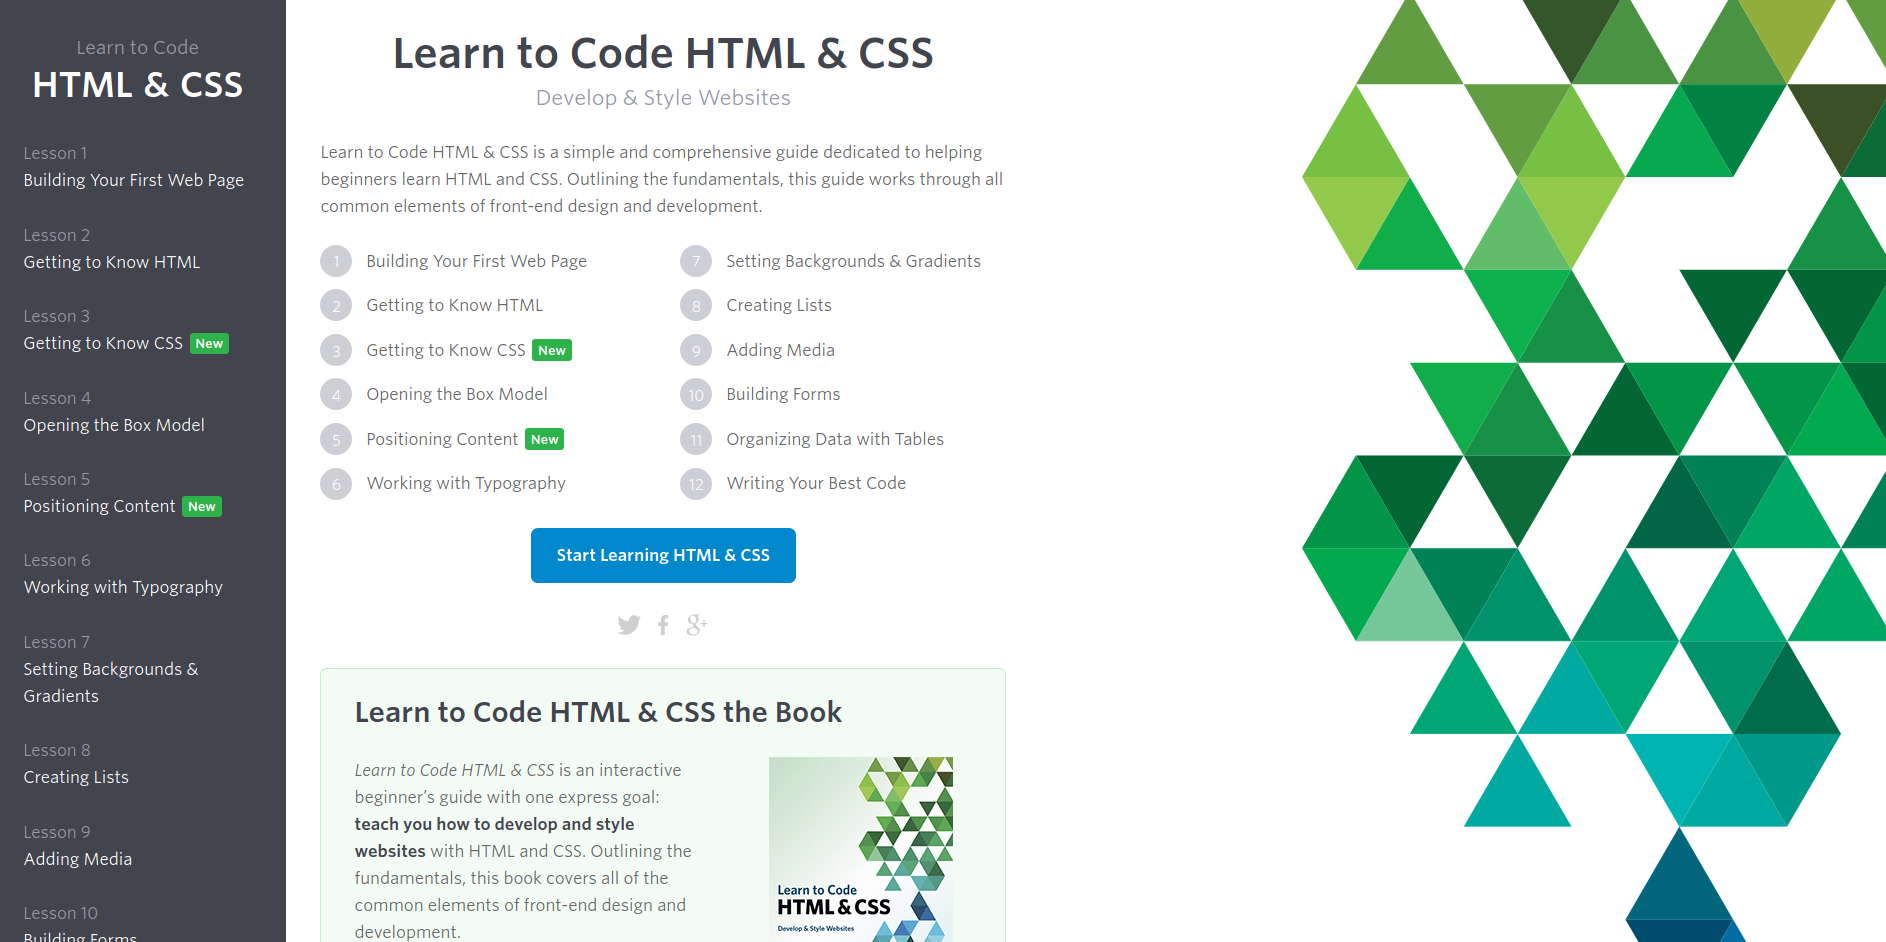 Learn to Code
HTML & CSS
Lesson 1
Building Your First Web Page
Lesson 2
Getting to Know HTML
Lesson 3
Getting to Know CSS New
Lesson 4
Opening the Box Model
Lesson 5
Positioning Content New
Lesson 6
Working with Typography
Lesson 7
Setting Backgrounds &
Gradients
Lesson 8
Creating Lists
Lesson 9
Adding Media
Lesson 10
Building Forms
Learn to Code HTML & CSS
Develop & Style Websites
Learn to Code HTML & CSS is a simple and comprehensive guide dedicated to helping
beginners learn HTML and CSS. Outlining the fundamentals, this guide works through all
common elements of front-end design and development.
1 Building Your First Web Page
2 Getting to Know HTML
3 Getting to Know CSS New
4 Opening the Box Model
5 Positioning Content New
6 Working with Typography
7 Setting Backgrounds & Gradients
8 Creating Lists
9 Adding Media
10 Building Forms
11 Organizing Data with Tables
12 Writing Your Best Code
Start Learning HTML & CSS
Learn to Code HTML & CSS the Book
Learn to Code HTML & CSS is an interactive
beginner’s guide with one express goal:
teach you how to develop and style
websites with HTML and CSS. Outlining the
fundamentals, this book covers all of the
common elements of front-end design and
development.
Learn to Code
HTML & CSS
Develop & Style Websites